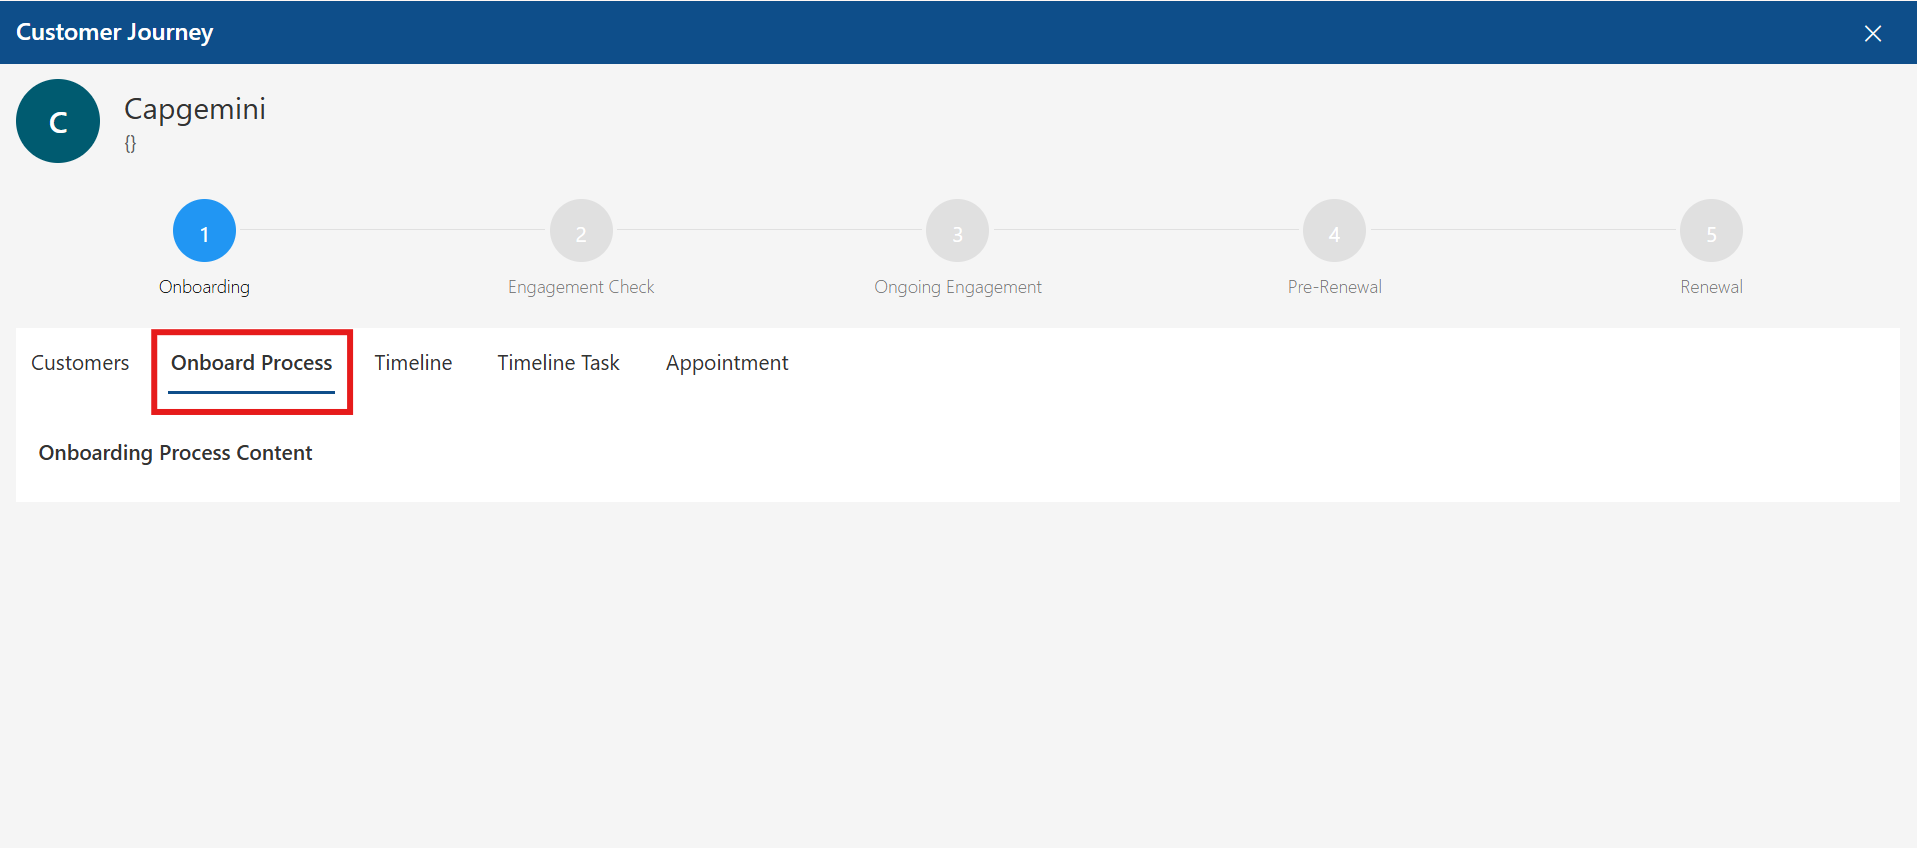 Customer Journey
C
Capgemini
{}
1
2
3
4
5
Onboarding
Engagement Check
Ongoing Engagement
Pre-Renewal
Renewal
Customers
Onboard Process
Timeline
Timeline Task
Appointment
Onboarding Process Content